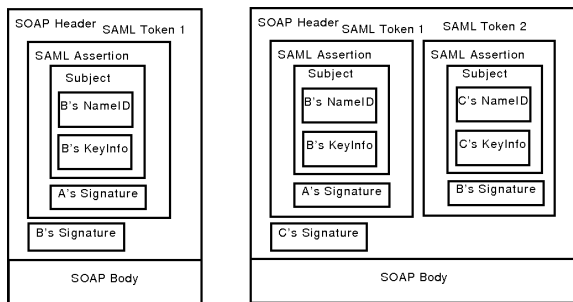 SOAP Header
SAML Token 1
SAML Assertion
Subject
B's NameID
B's KeyInfo
A's Signature
B's Signature
SOAP Body
SOAP Header
SAML Token 1
SAML Token 2
SAML Assertion
Subject
B's NameID
B's KeyInfo
A's Signature
SAML Assertion
Subject
C's NameID
C's KeyInfo
B's Signature
C's Signature
SOAP Body